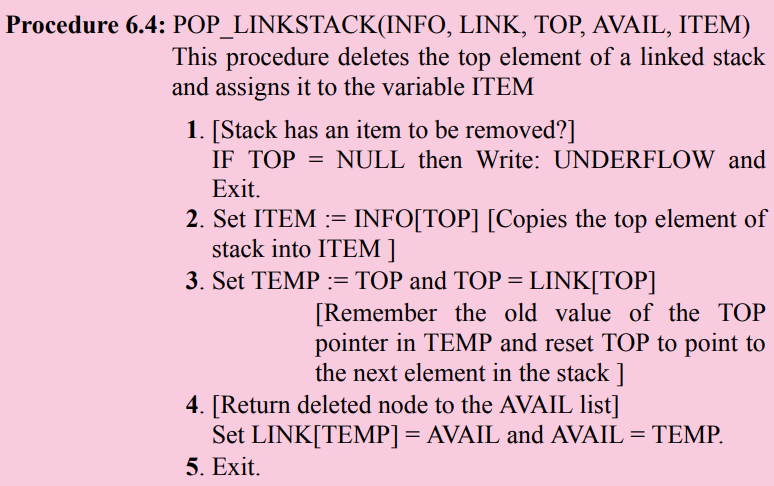 Procedure 6.4: POP_LINKSTACK(INFO, LINK, TOP, AVAIL, ITEM)
This procedure deletes the top element of a linked stack
and assigns it to the variable ITEM
1. [Stack has an item to be removed?]
IF TOP = NULL then Write: UNDERFLOW and
Exit.
2. Set ITEM := INFO[TOP] [Copies the top element of
stack into ITEM ]
3. Set TEMP := TOP and TOP = LINK[TOP]
[Remember the old value of the TOP
pointer in TEMP and reset TOP to point to
the next element in the stack ]
4. [Return deleted node to the AVAIL list]
Set LINK[TEMP] = AVAIL and AVAIL = TEMP.
5. Exit.